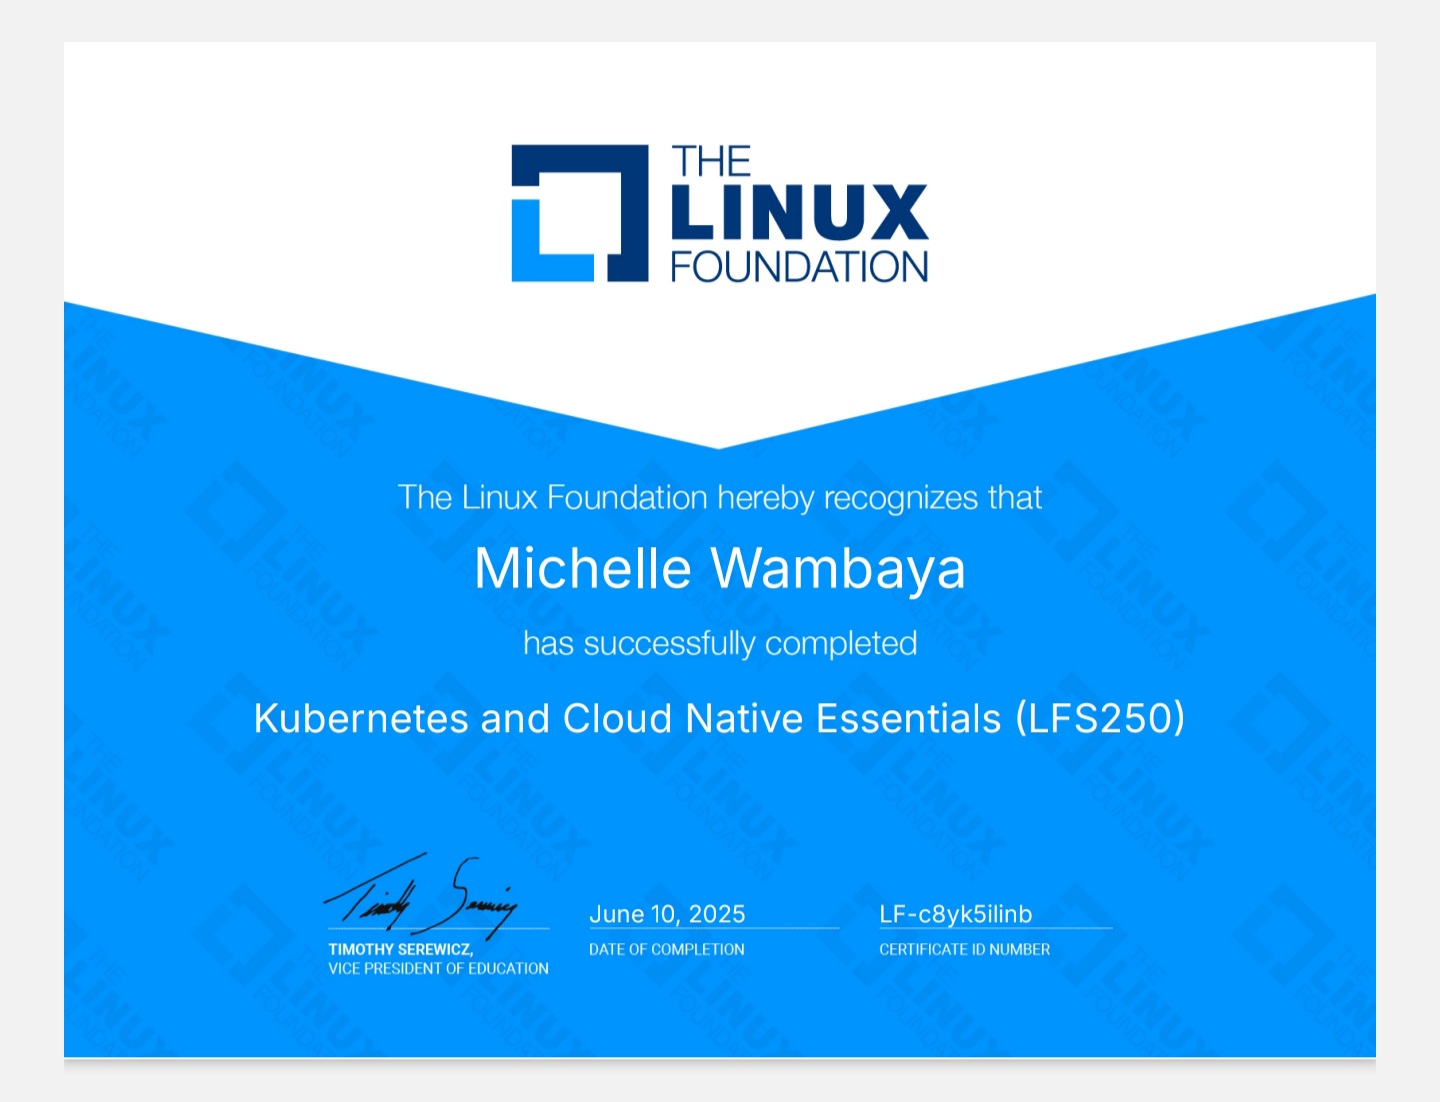 THE
LINUX
FOUNDATION
The Linux Foundation hereby recognizes that
Michelle Wambaya
has successfully completed
Kubernetes and Cloud Native Essentials (LFS250)
Timothy Serewicz
June 10, 2025
LF-c8yk5ilinb
TIMOTHY SEREWICZ,
VICE PRESIDENT OF EDUCATION
DATE OF COMPLETION
CERTIFICATE ID NUMBER